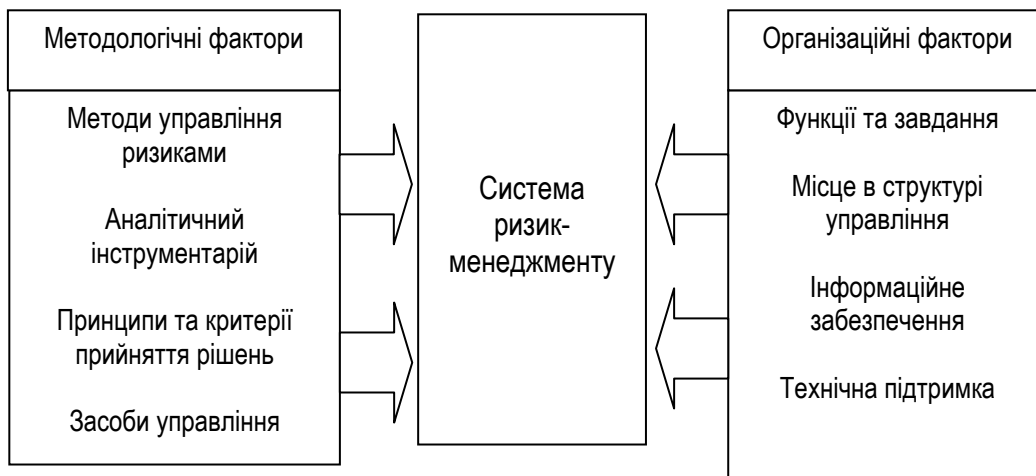 Методологічні фактори
Методи управління
ризиками
Аналітичний
інструментарій
Принципи та критерії
прийняття рішень
Засоби управління
Система
ризик-
менеджменту
Організаційні фактори
Функції та завдання
Місце в структурі
управління
Інформаційне
забезпечення
Технічна підтримка